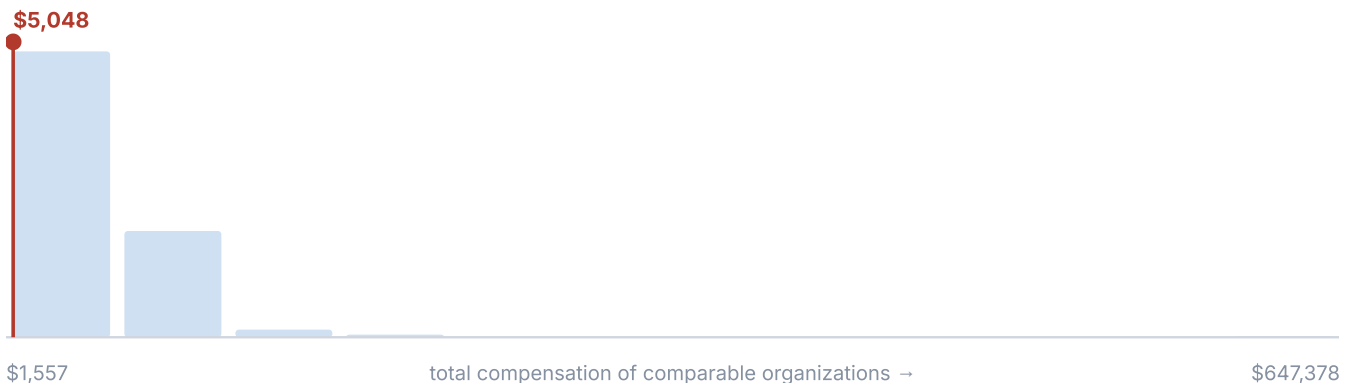 $5,048
$1,557 total compensation of comparable organizations → $647,378